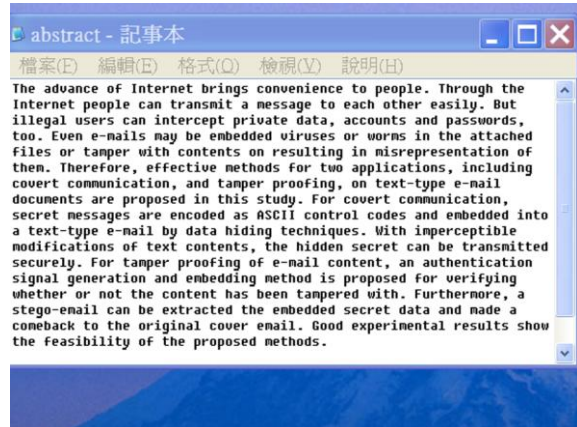 abstract - 記事本
檔案(F) 編輯(E) 格式(O) 檢視(V) 說明(H)
The advance of Internet brings convenience to people. Through the
Internet people can transmit a message to each other easily. But
illegal users can intercept private data, accounts and passwords,
too. Even e-mails may be embedded viruses or worms in the attached
files or tamper with contents on resulting in misrepresentation of
them. Therefore, effective methods for two applications, including
covert communication, and tamper proofing, on text-type e-mail
documents are proposed in this study. For covert communication,
secret messages are encoded as ASCII control codes and embedded into
a text-type e-mail by data hiding techniques. With imperceptible
modifications of text contents, the hidden secret can be transmitted
securely. For tamper proofing of e-mail content, an authentication
signal generation and embedding method is proposed for verifying
whether or not the content has been tampered with. Furthermore, a
stego-email can be extracted the embedded secret data and made a
comeback to the original cover email. Good experimental results show
the feasibility of the proposed methods.